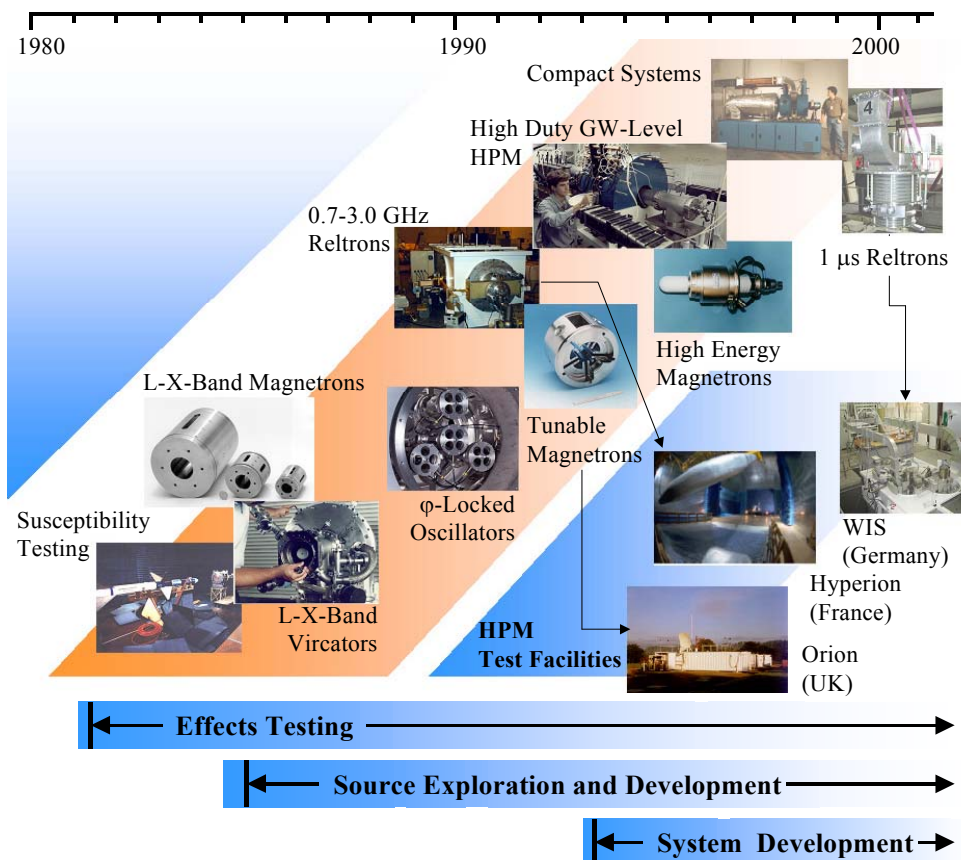 1980
1990
2000
Compact Systems
4
High Duty GW-Level
HPM
0.7-3.0 GHz
Reltrons
1 μs Reltrons
High Energy
Magnetrons
L-X-Band Magnetrons
Tunable
Magnetrons
φ-Locked
Oscillators
Susceptibility
Testing
WIS
(Germany)
Hyperion
(France)
L-X-Band
Vircators
HPM
Test Facilities
Orion
(UK)
Effects Testing
Source Exploration and Development
System Development